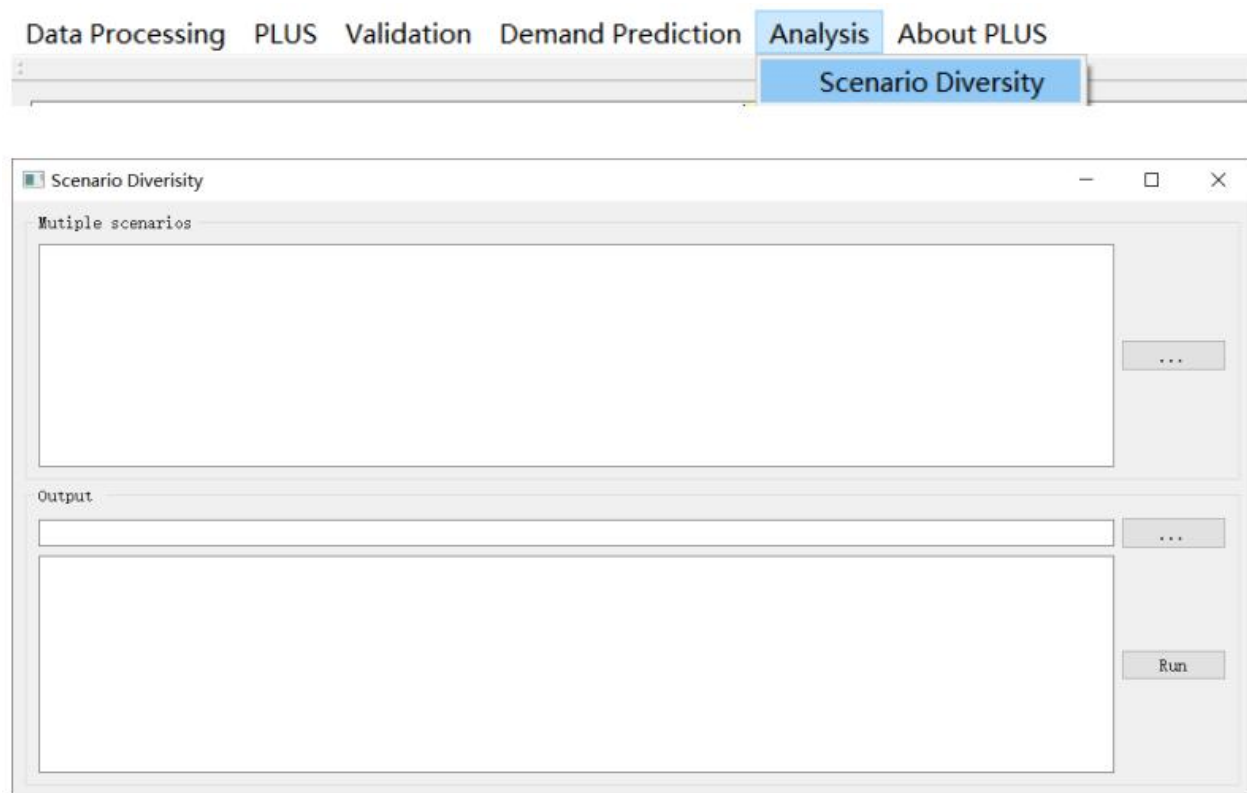 Data Processing PLUS Validation Demand Prediction Analysis About PLUS
Scenario Diversity
Scenario Diverisity
Mutiple scenarios
...
Output
...
Run